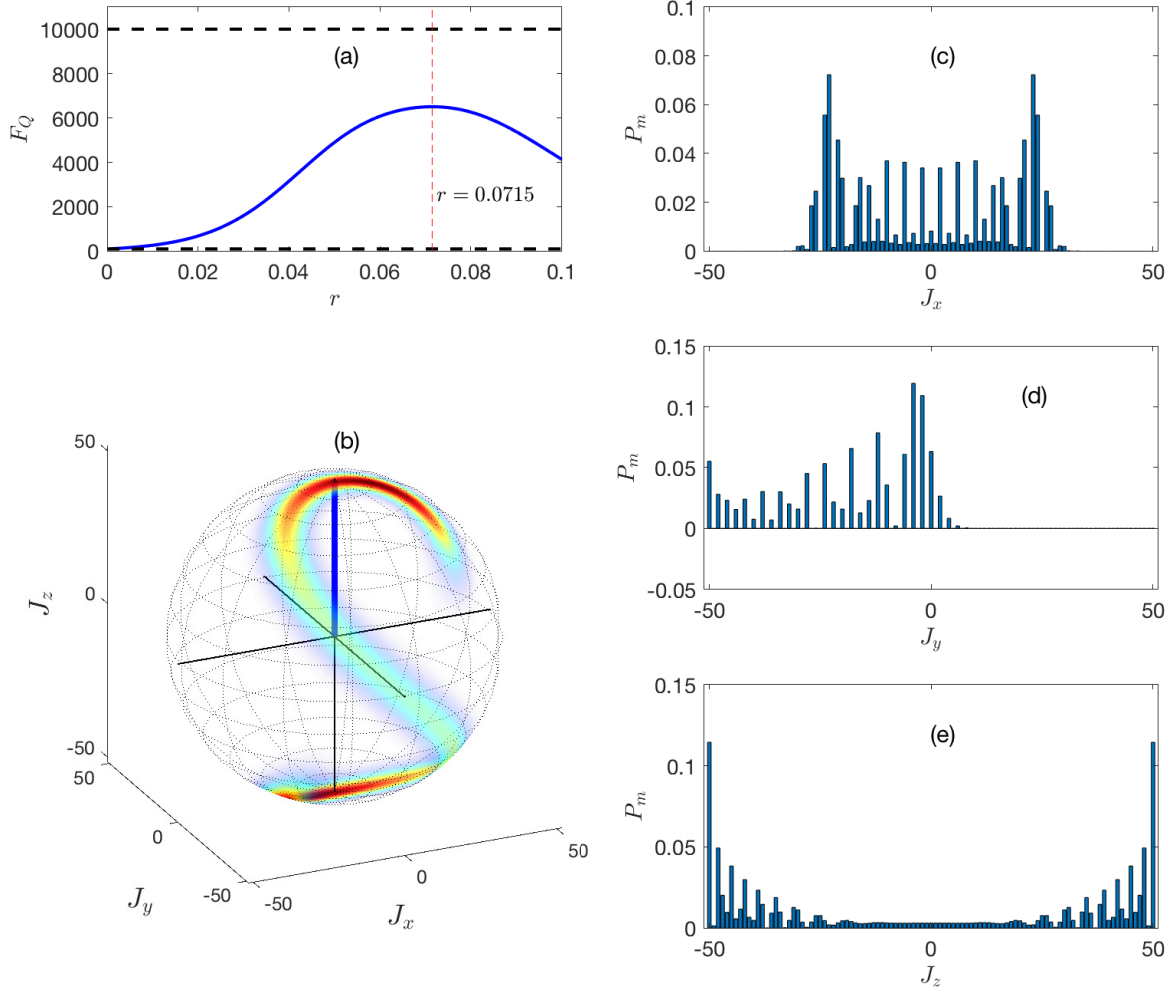 (a)
F_Q
10000
8000
6000
4000
2000
0
r = 0.0715
0 0.02 0.04 0.06 0.08 0.1
r
(b)
J_z
50
0
-50
50
0
-50
J_y
-50
0
50
J_x
(c)
P_m
0.1
0.08
0.06
0.04
0.02
0
-50 0 50
J_x
(d)
P_m
0.15
0.1
0.05
0
-0.05
-50 0 50
J_y
(e)
P_m
0.15
0.1
0.05
0
-50 0 50
J_z